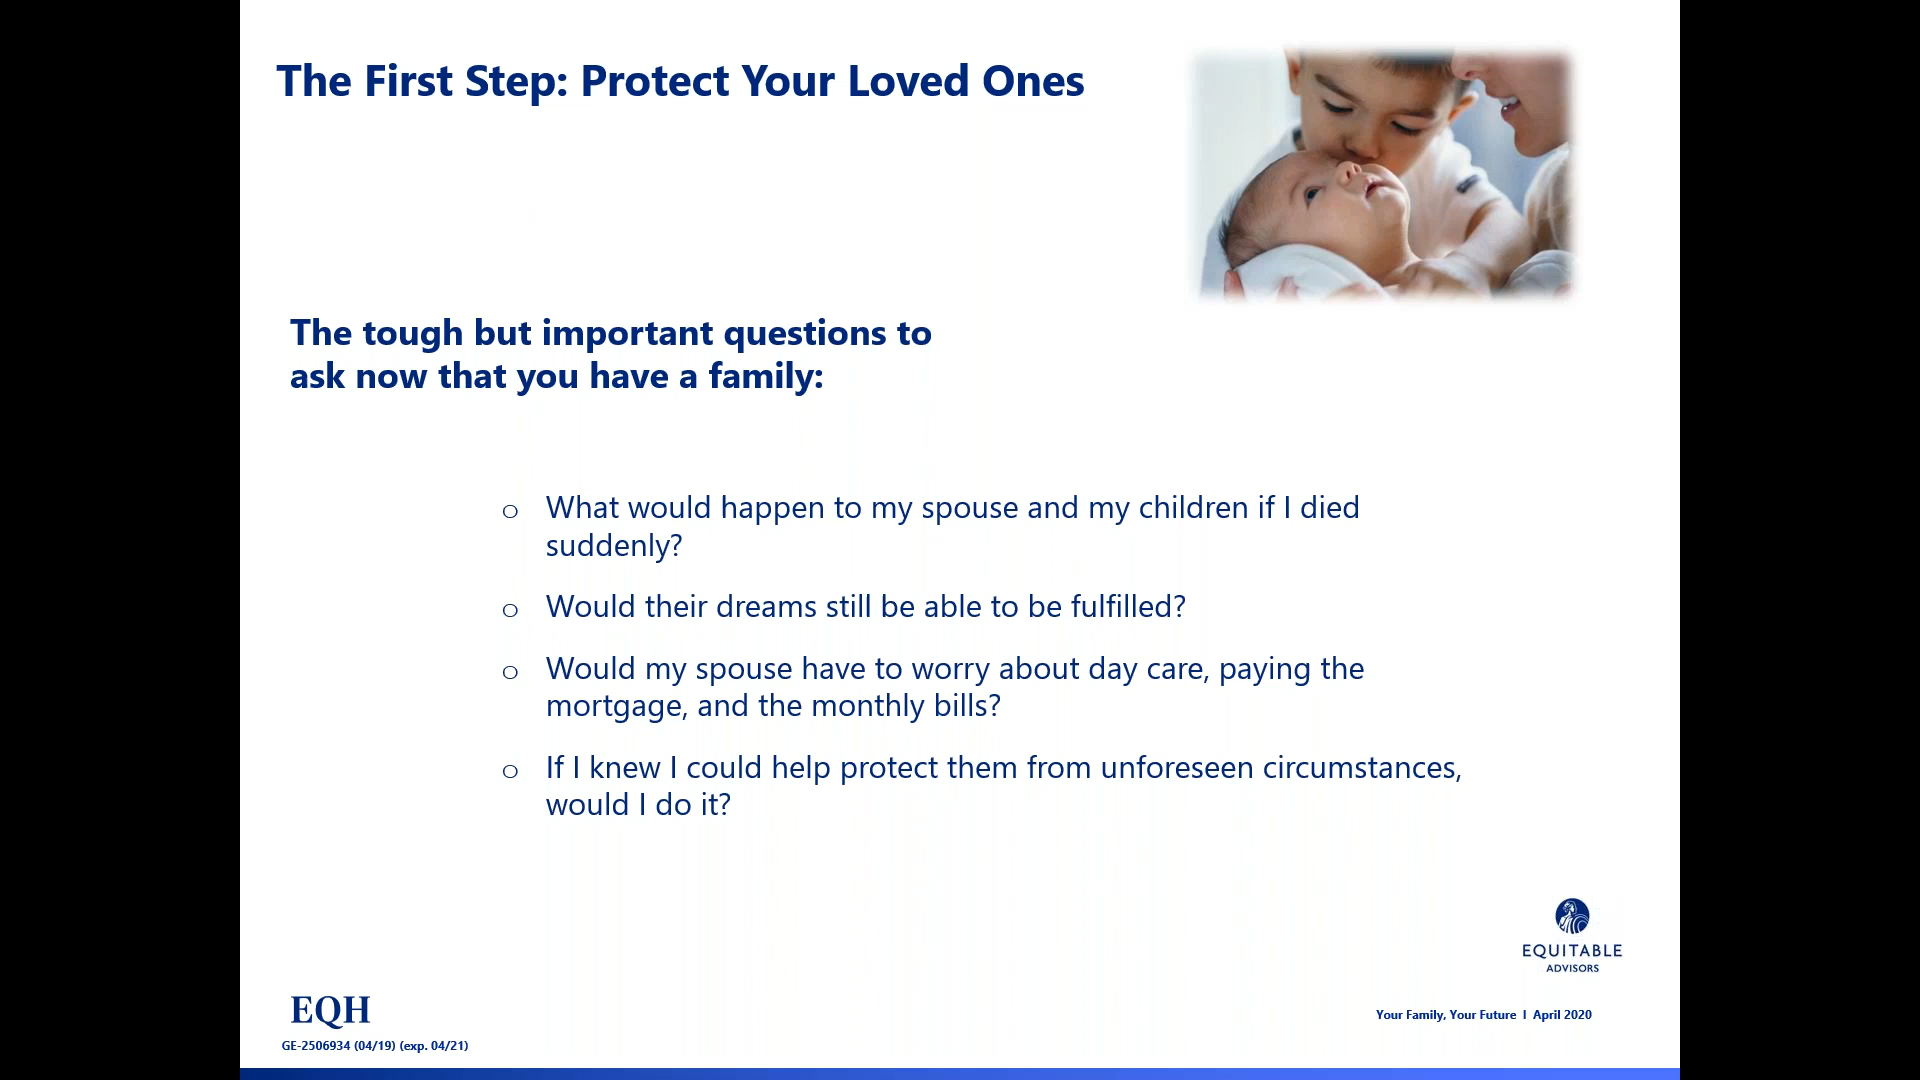 The First Step: Protect Your Loved Ones
The tough but important questions to
ask now that you have a family:
o What would happen to my spouse and my children if I died
suddenly?
o Would their dreams still be able to be fulfilled?
o Would my spouse have to worry about day care, paying the
mortgage, and the monthly bills?
o If I knew I could help protect them from unforeseen circumstances,
would I do it?
EQUITABLE
ADVISORS
EQH
Your Family, Your Future I April 2020
GE-2506934 (04/19) (exp. 04/21)